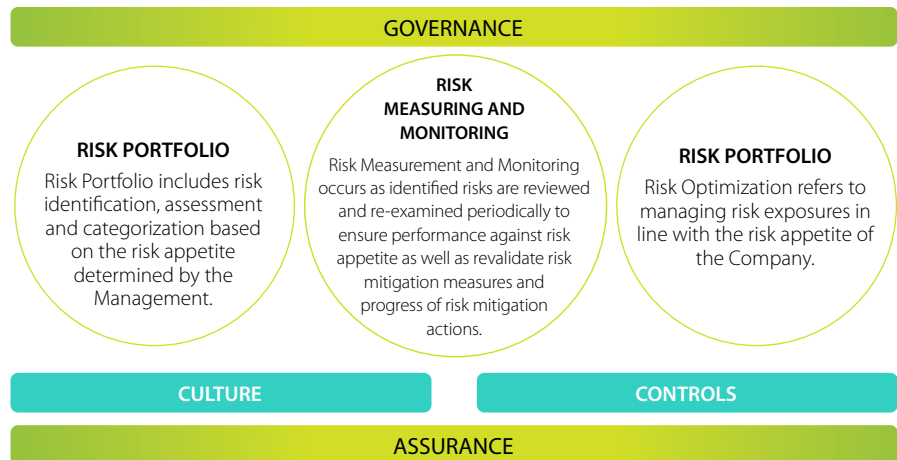 GOVERNANCE
RISK PORTFOLIO
Risk Portfolio includes risk
identification, assessment
and categorization based
on the risk appetite
determined by the
Management.
RISK
MEASURING AND
MONITORING
Risk Measurement and Monitoring
occurs as identified risks are reviewed
and re-examined periodically to
ensure performance against risk
appetite as well as revalidate risk
mitigation measures and
progress of risk mitigation
actions.
RISK PORTFOLIO
Risk Optimization refers to
managing risk exposures in
line with the risk appetite of
the Company.
CULTURE
CONTROLS
ASSURANCE